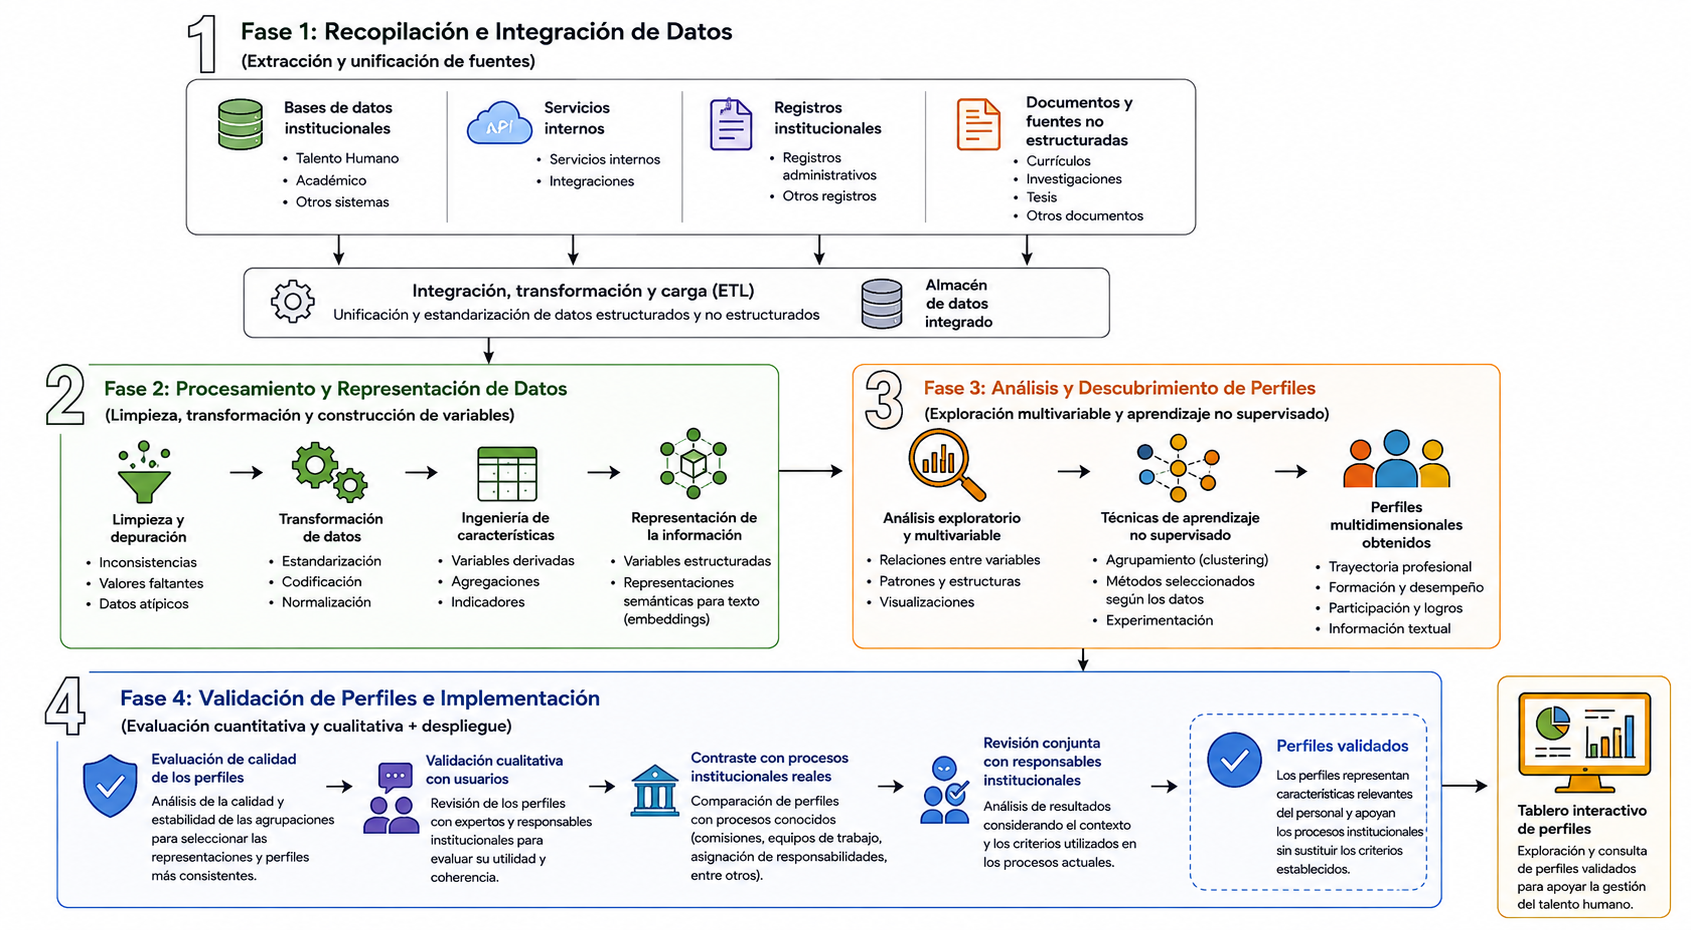 1
Fase 1: Recopilación e Integración de Datos
(Extracción y unificación de fuentes)
Bases de datos
institucionales
• Talento Humano
• Académico
• Otros sistemas
API
Servicios
internos
• Servicios internos
• Integraciones
Registros
institucionales
• Registros
administrativos
• Otros registros
Documentos y
fuentes no
estructuradas
• Currículos
• Investigaciones
• Tesis
• Otros documentos
Integración, transformación y carga (ETL)
Unificación y estandarización de datos estructurados y no estructurados
Almacén
de datos
integrado
2
Fase 2: Procesamiento y Representación de Datos
(Limpieza, transformación y construcción de variables)
Limpieza y
depuración
• Inconsistencias
• Valores faltantes
• Datos atípicos
Transformación
de datos
• Estandarización
• Codificación
• Normalización
Ingeniería de
características
• Variables derivadas
• Agregaciones
• Indicadores
Representación de
la información
• Variables estructuradas
• Representaciones
semánticas para texto
(embeddings)
3
Fase 3: Análisis y Descubrimiento de Perfiles
(Exploración multivariable y aprendizaje no supervisado)
Análisis exploratorio
y multivariable
• Relaciones entre variables
• Patrones y estructuras
• Visualizaciones
Técnicas de aprendizaje
no supervisado
• Agrupamiento (clustering)
• Métodos seleccionados
según los datos
• Experimentación
Perfiles
multidimensionales
obtenidos
• Trayectoria profesional
• Formación y desempeño
• Participación y logros
• Información textual
4
Fase 4: Validación de Perfiles e Implementación
(Evaluación cuantitativa y cualitativa + despliegue)
Evaluación de calidad
de los perfiles
Análisis de la calidad y
estabilidad de las agrupaciones
para seleccionar las
representaciones y perfiles
más consistentes.
Validación cualitativa
con usuarios
Revisión de los perfiles
con expertos y responsables
institucionales para
evaluar su utilidad y
coherencia.
Contraste con procesos
institucionales reales
Comparación de perfiles
con procesos conocidos
(comisiones, equipos de trabajo,
asignación de responsabilidades,
entre otros).
Revisión conjunta
con responsables
institucionales
Análisis de resultados
considerando el contexto
y los criterios utilizados en
los procesos actuales.
Perfiles validados
Los perfiles representan
características relevantes
del personal y apoyan
los procesos institucionales
sin sustituir los criterios
establecidos.
Tablero interactivo
de perfiles
Exploración y consulta
de perfiles validados
para apoyar la gestión
del talento humano.